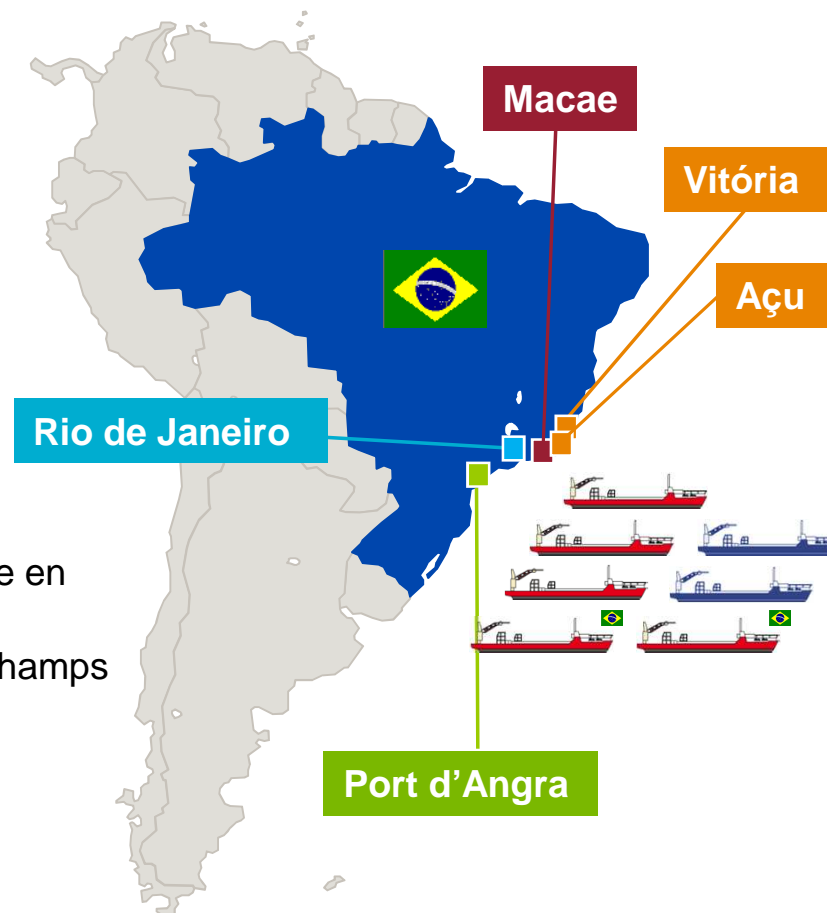 Macae
Vitória
Açu
Rio de Janeiro
e en
hamps
Port d’Angra